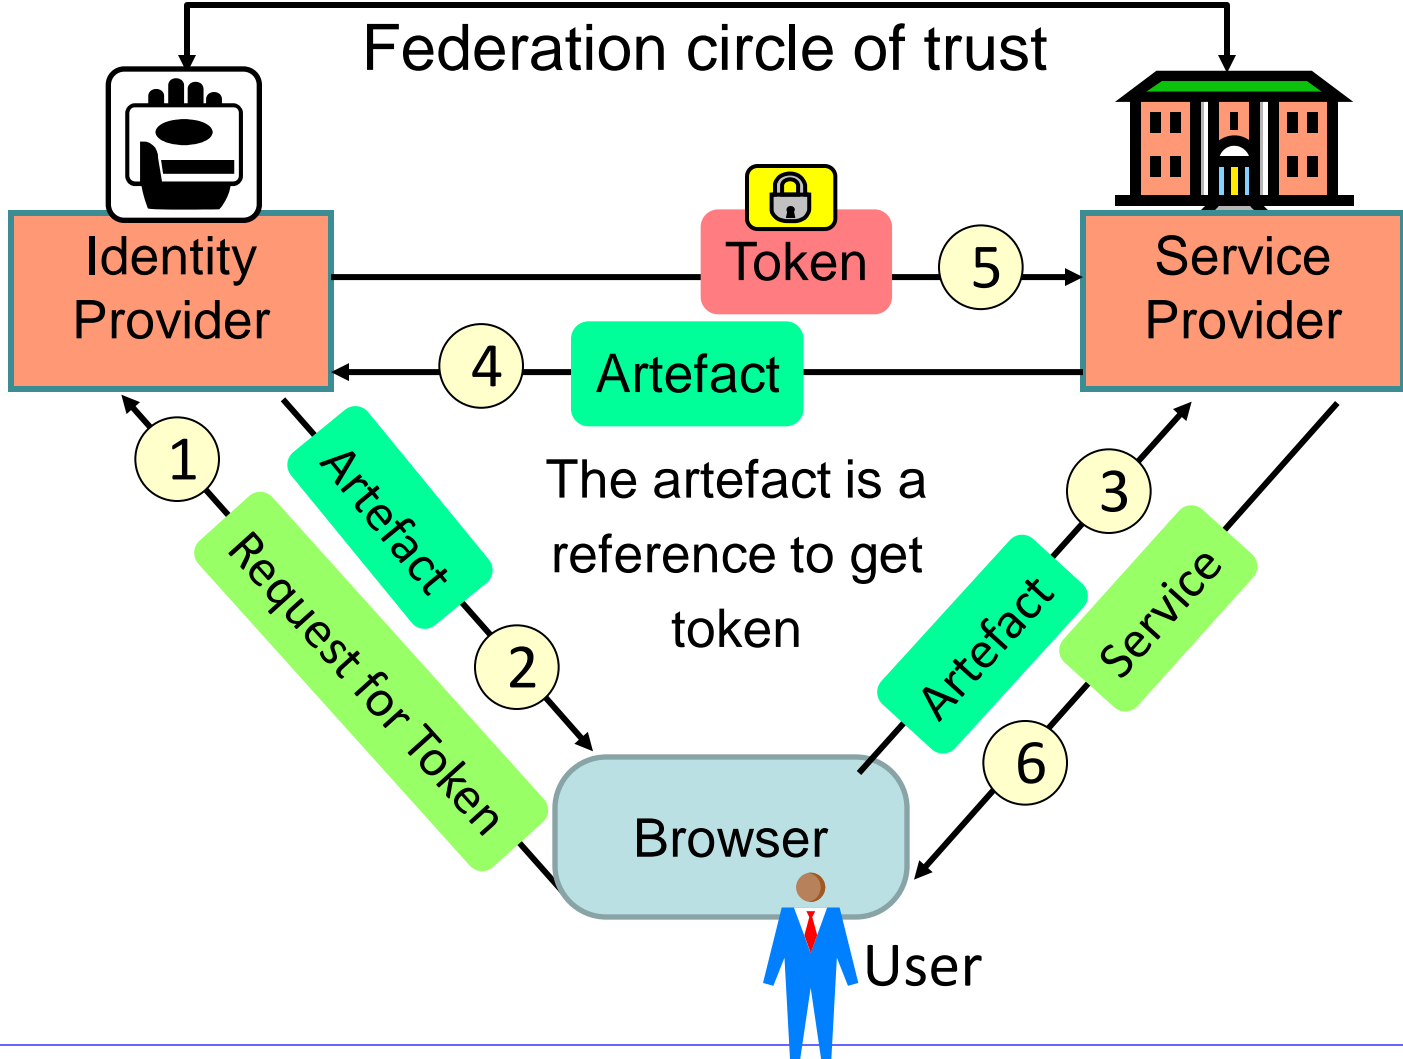 Federation circle of trust
Identity
Provider
Token
5
Service
Provider
4
Artefact
1
Artefact
The artefact is a
reference to get
token
3
Request for Token
2
Artefact
Service
6
Browser
User